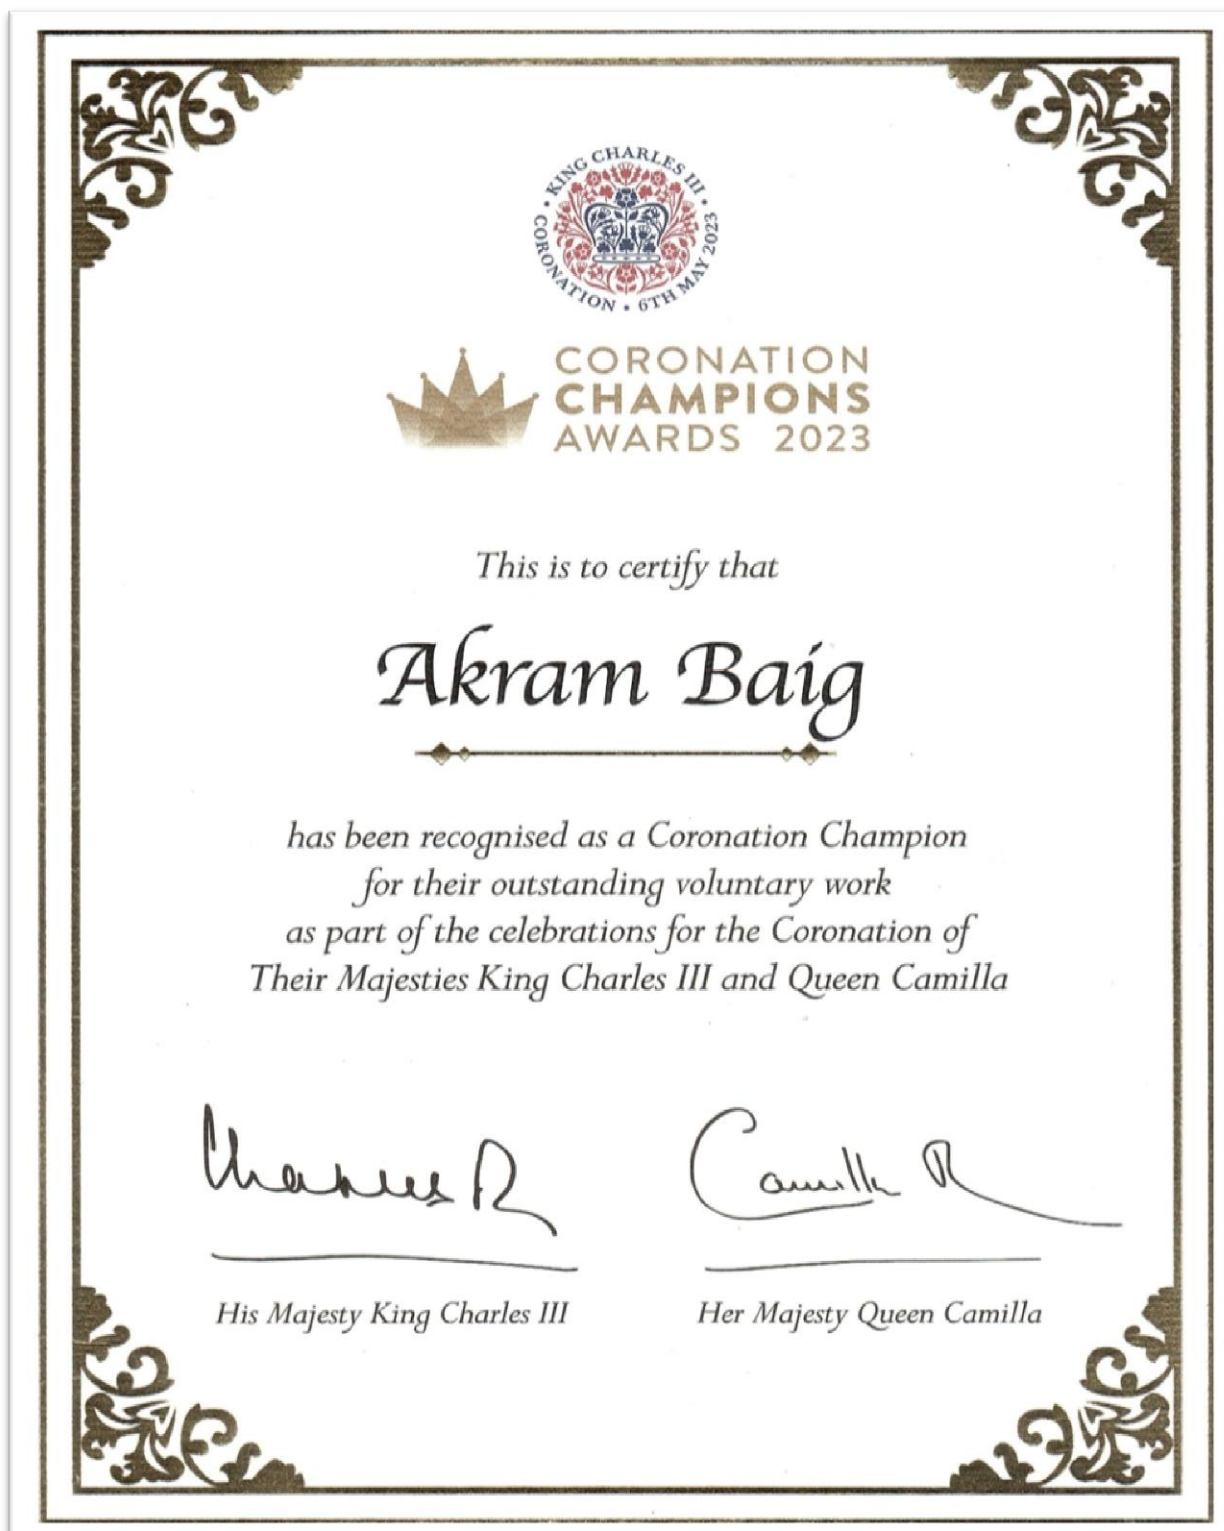 KING CHARLES III • CORONATION • 6TH MAY 2023 •
CORONATION
CHAMPIONS
AWARDS 2023
This is to certify that
Akram Baig
has been recognised as a Coronation Champion
for their outstanding voluntary work
as part of the celebrations for the Coronation of
Their Majesties King Charles III and Queen Camilla
Charles R
Camilla R
His Majesty King Charles III
Her Majesty Queen Camilla